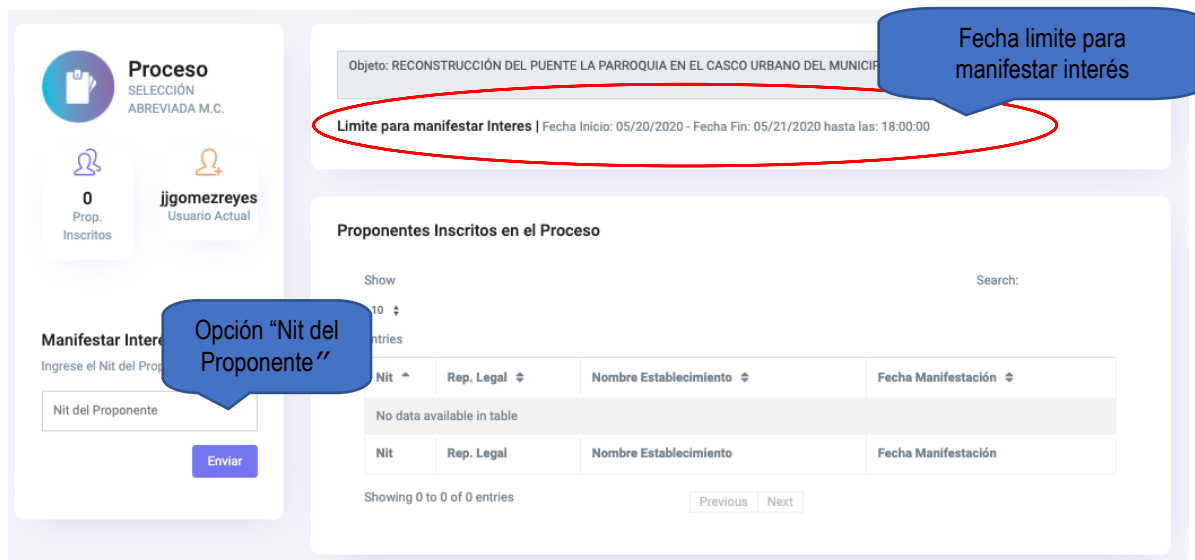 Proceso
SELECCIÓN
ABREVIADA M.C.
0
Prop.
Inscritos
jjgomezreyes
Usuario Actual
Manifestar
Ingrese el Nit del
Nit del Proponente
Enviar
Opción “Nit del
Proponente”
Fecha limite para
manifestar interés
Objeto: RECONSTRUCCIÓN DEL PUENTE LA PARROQUIA EN EL CASCO URBANO DEL
Limite para manifestar Interes | Fecha Inicio: 05/20/2020 - Fecha Fin: 05/21/2020 hasta las: 18:00:00
Proponentes Inscritos en el Proceso
Show
Search:
10
Nit Rep. Legal Nombre Establecimiento Fecha Manifestación
No data available in table
Nit Rep. Legal Nombre Establecimiento Fecha Manifestación
Showing 0 to 0 of 0 entries
Previous Next